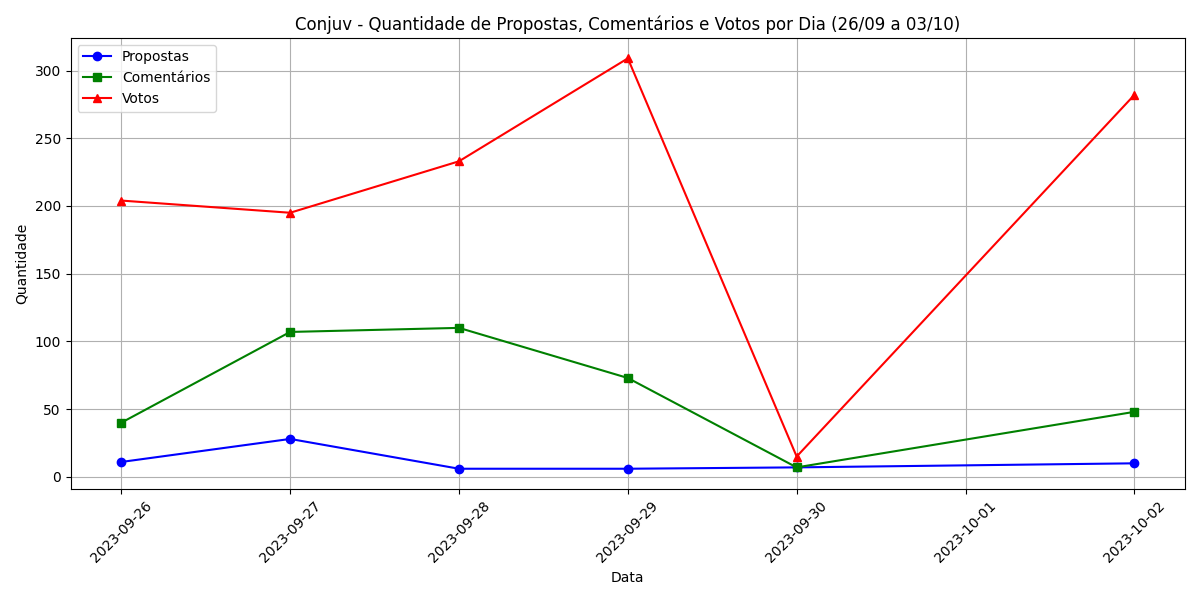 Conjuv - Quantidade de Propostas, Comentários e Votos por Dia (26/09 a 03/10)
Propostas
Comentários
Votos
Quantidade
300
250
200
150
100
50
0
2023-09-26
2023-09-27
2023-09-28
2023-09-29
2023-09-30
2023-10-01
2023-10-02
Data